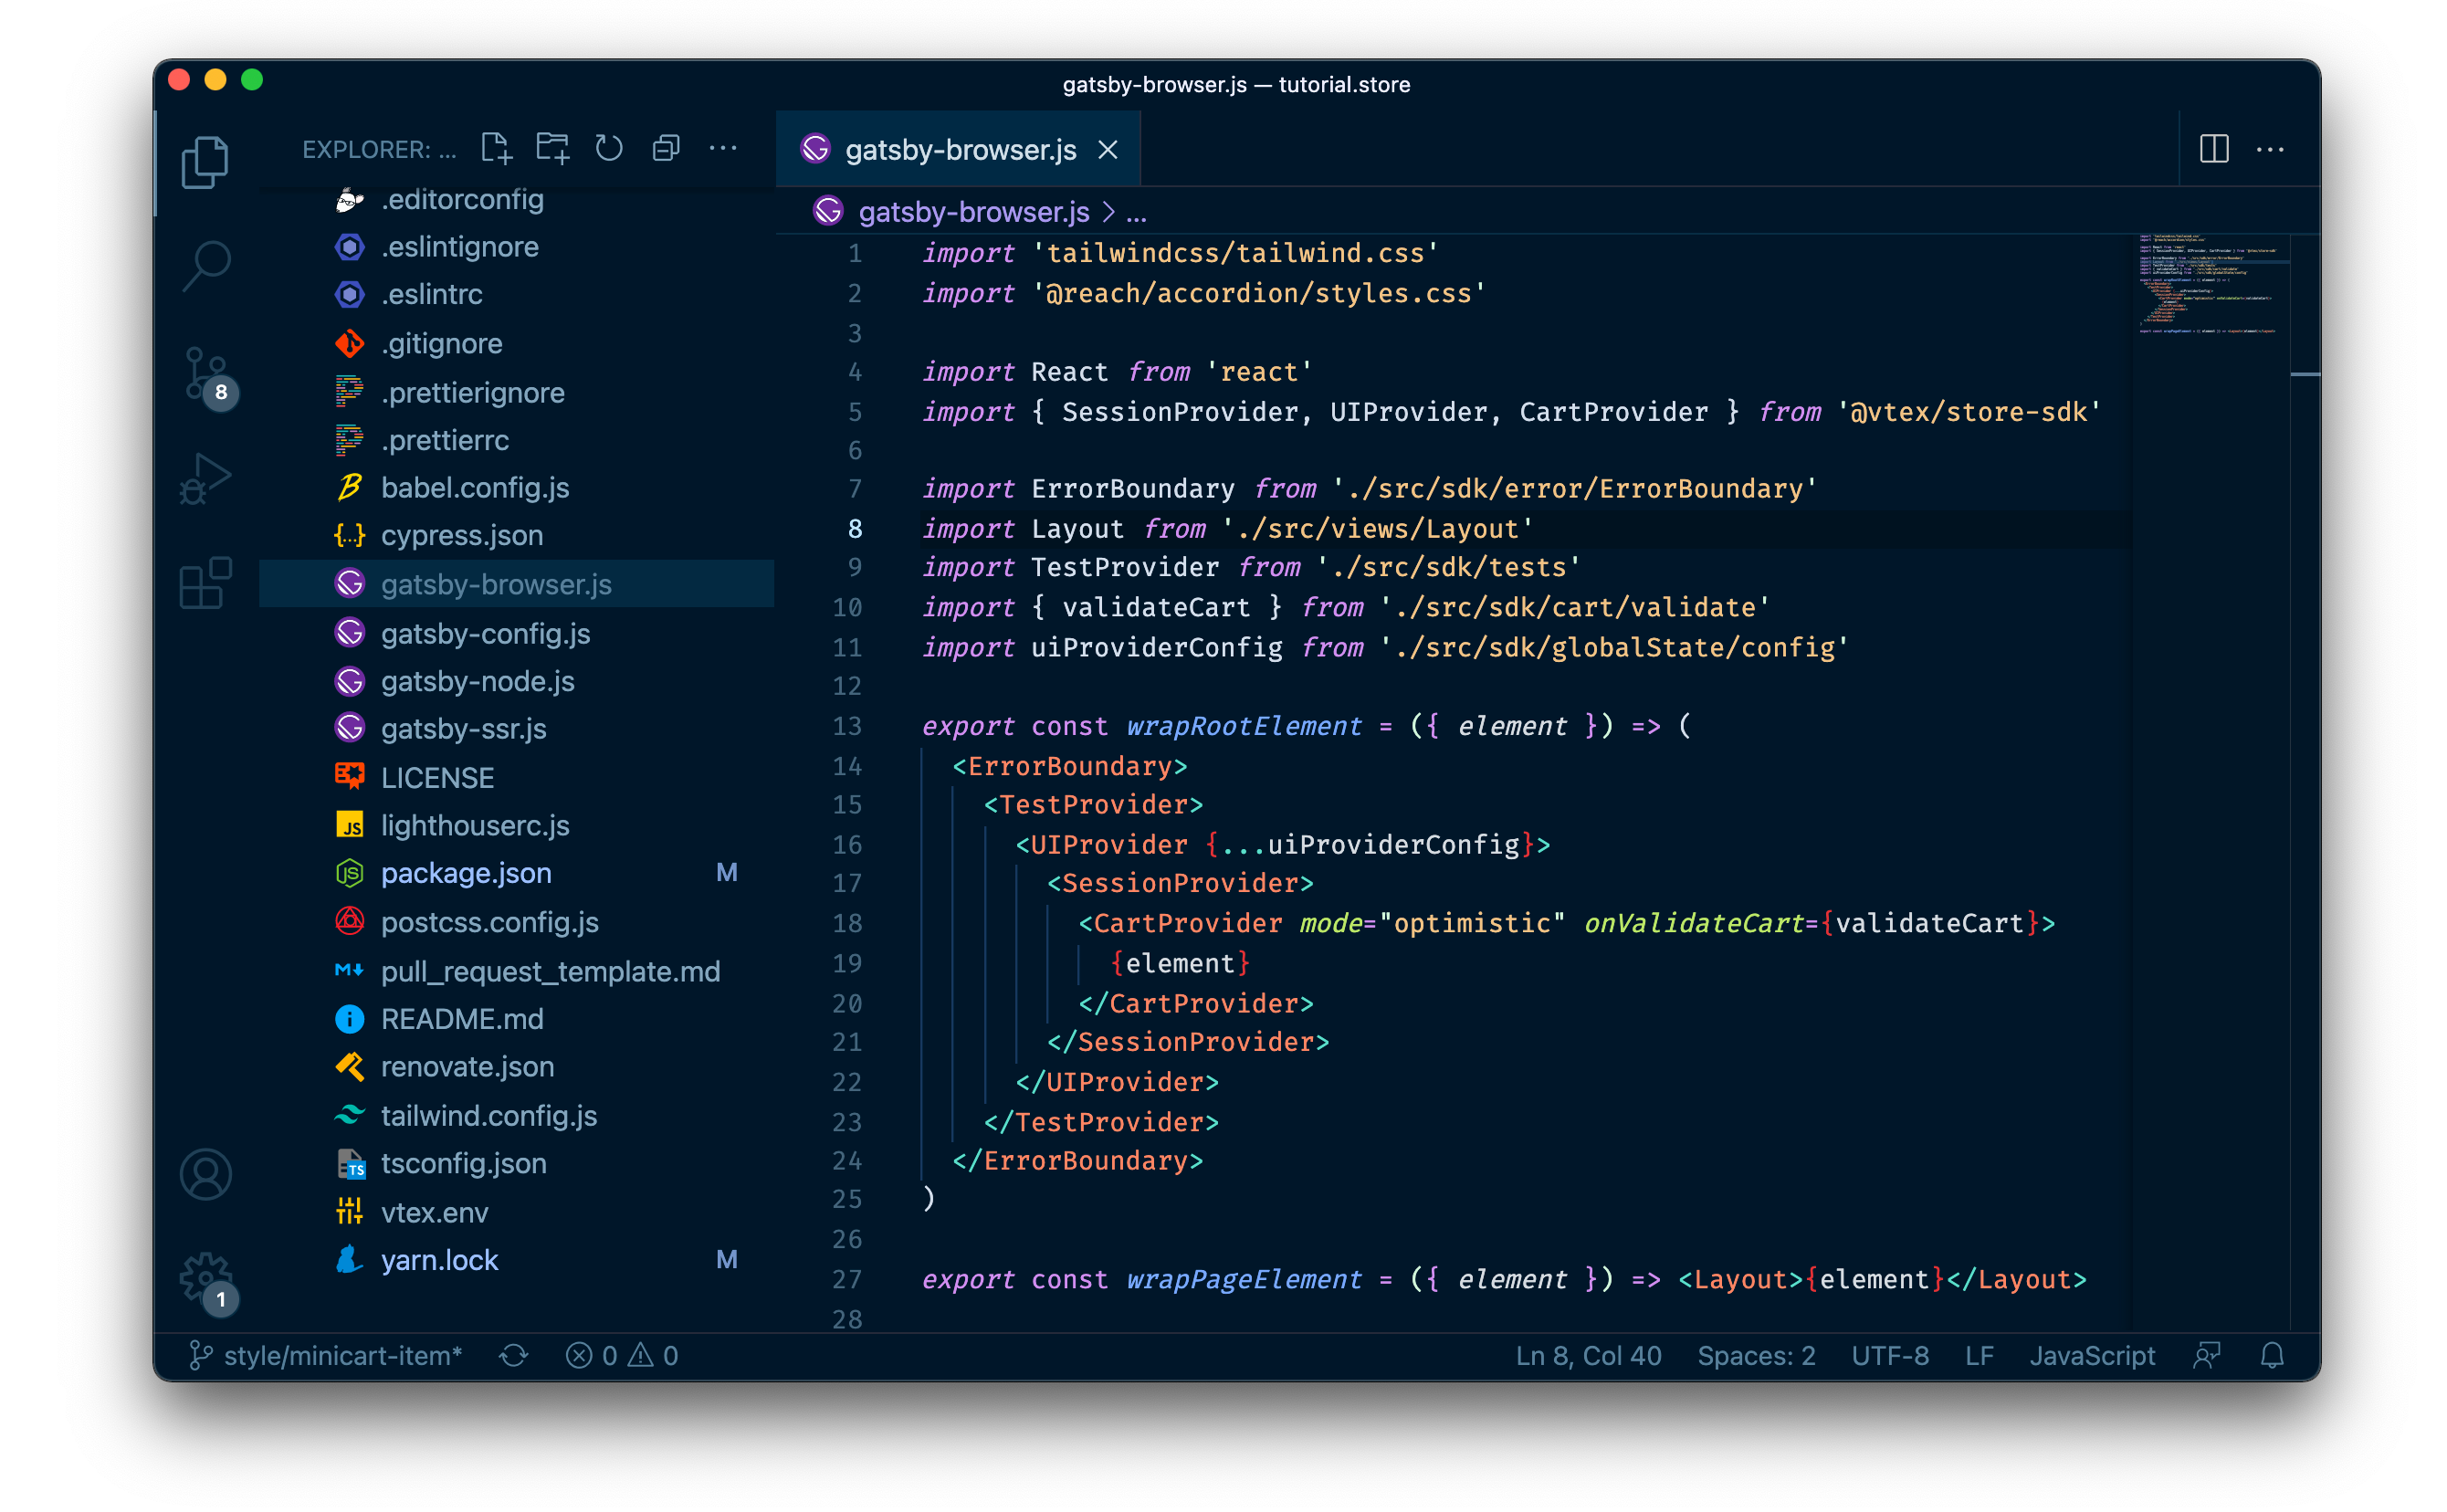 gatsby-browser.js — tutorial.store
EXPLORER: ...
.editorconfig
.eslintignore
.eslintrc
.gitignore
.prettierignore
.prettierrc
babel.config.js
cypress.json
gatsby-browser.js
gatsby-config.js
gatsby-node.js
gatsby-ssr.js
LICENSE
lighthouserc.js
package.json M
postcss.config.js
pull_request_template.md
README.md
renovate.json
tailwind.config.js
tsconfig.json
vtex.env
yarn.lock M
8
1
gatsby-browser.js
gatsby-browser.js > ...
1 import 'tailwindcss/tailwind.css'
2 import '@reach/accordion/styles.css'
3
4 import React from 'react'
5 import { SessionProvider, UIProvider, CartProvider } from '@vtex/store-sdk'
6
7 import ErrorBoundary from './src/sdk/error/ErrorBoundary'
8 import Layout from './src/views/Layout'
9 import TestProvider from './src/sdk/tests'
10 import { validateCart } from './src/sdk/cart/validate'
11 import uiProviderConfig from './src/sdk/globalState/config'
12
13 export const wrapRootElement = ({ element }) => (
14 <ErrorBoundary>
15 <TestProvider>
16 <UIProvider {...uiProviderConfig}>
17 <SessionProvider>
18 <CartProvider mode="optimistic" onValidateCart={validateCart}>
19 {element}
20 </CartProvider>
21 </SessionProvider>
22 </UIProvider>
23 </TestProvider>
24 </ErrorBoundary>
25 )
26
27 export const wrapPageElement = ({ element }) => <Layout>{element}</Layout>
28
style/minicart-item* 0 0 Ln 8, Col 40 Spaces: 2 UTF-8 LF JavaScript